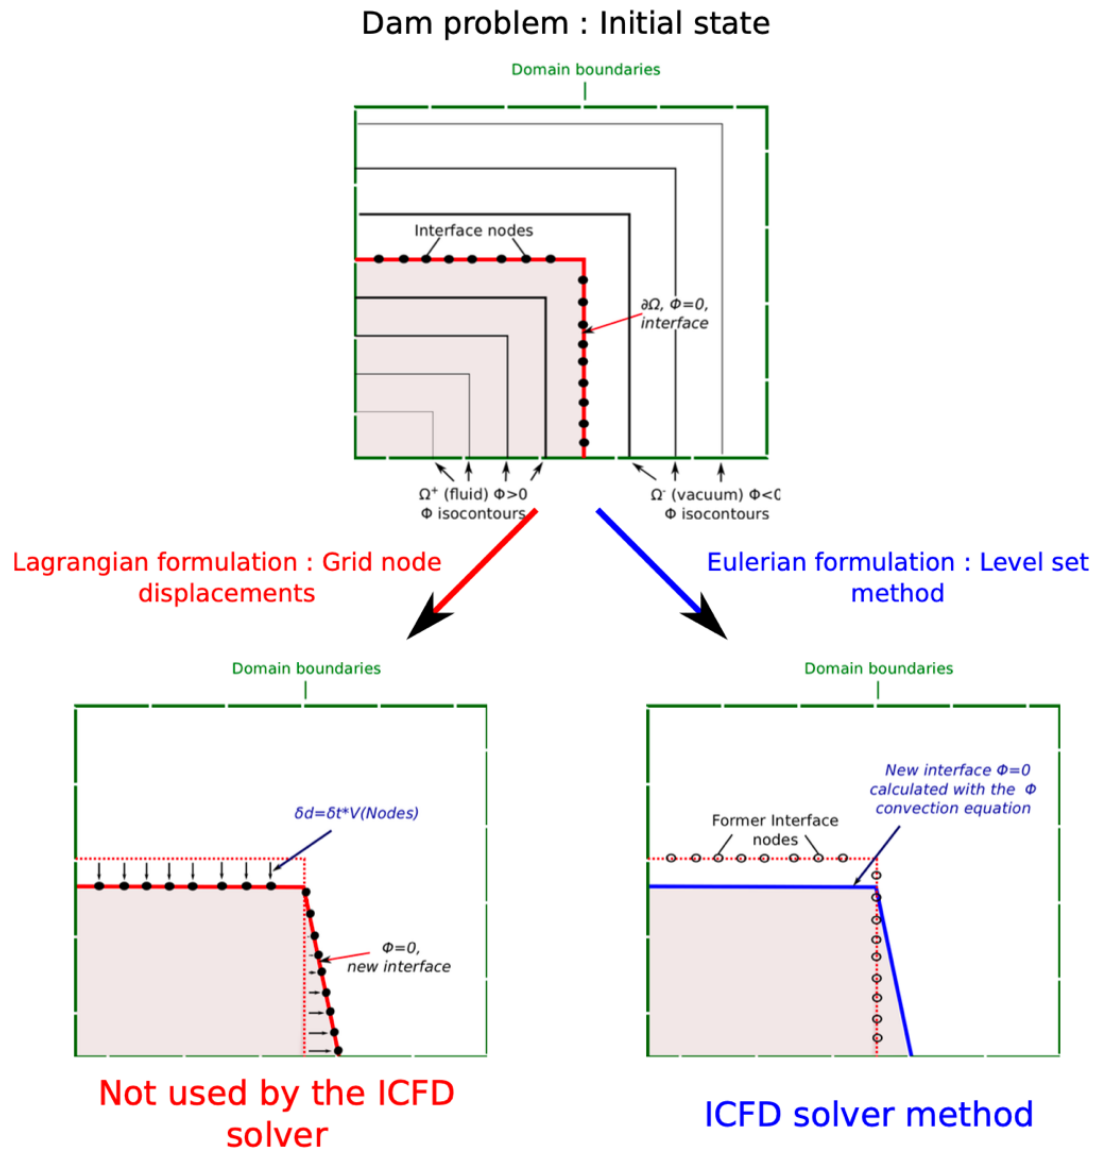 Dam problem : Initial state
Domain boundaries
Interface nodes
∂Ω, Φ=0,
interface
Ω⁺ (fluid) Φ>0
Φ isocontours
Ω⁻ (vacuum) Φ<0
Φ isocontours
Lagrangian formulation : Grid node
displacements
Eulerian formulation : Level set
method
Domain boundaries
δd=δt*V(Nodes)
Φ=0,
new interface
Not used by the ICFD
solver
Domain boundaries
New interface Φ=0
calculated with the Φ
convection equation
Former Interface
nodes
ICFD solver method